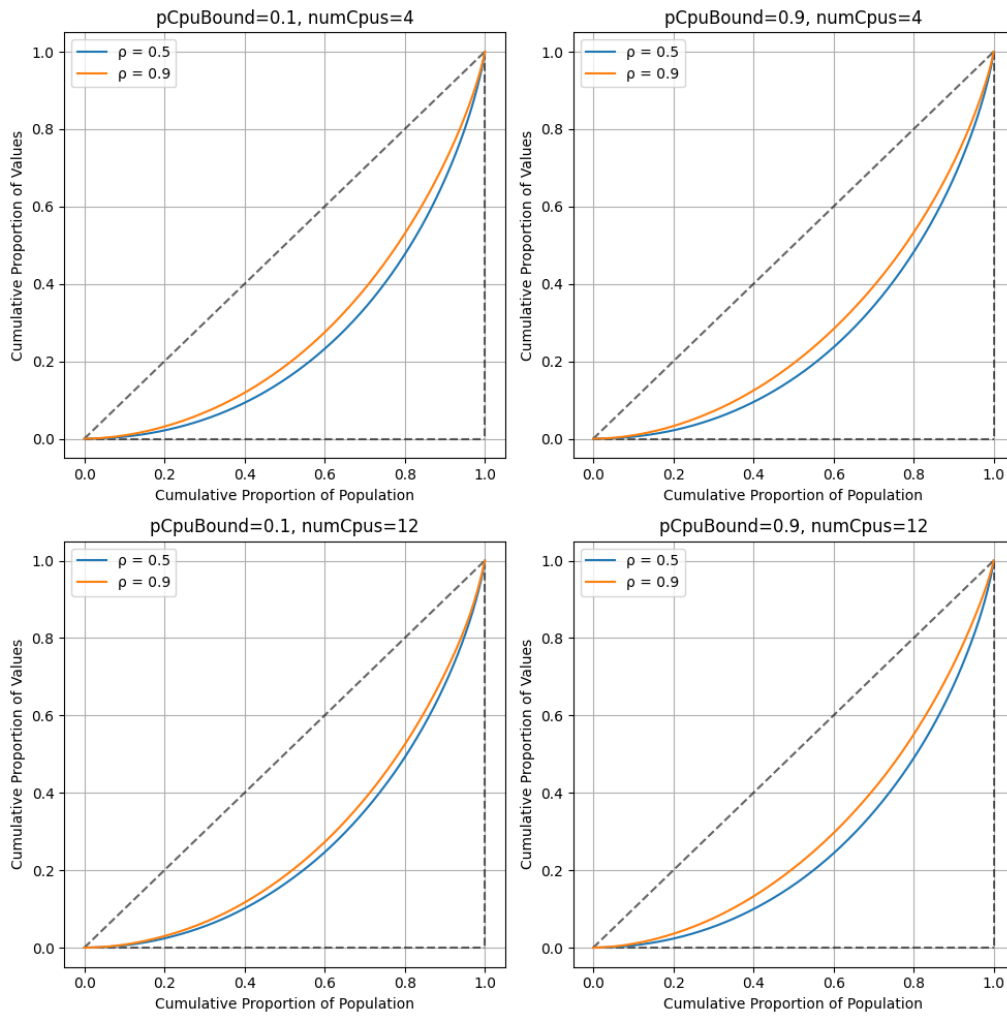 pCpuBound=0.1, numCpus=4
ρ = 0.5
ρ = 0.9
1.0
0.8
0.6
0.4
0.2
0.0
Cumulative Proportion of Values
0.0 0.2 0.4 0.6 0.8 1.0
Cumulative Proportion of Population
pCpuBound=0.9, numCpus=4
ρ = 0.5
ρ = 0.9
1.0
0.8
0.6
0.4
0.2
0.0
Cumulative Proportion of Values
0.0 0.2 0.4 0.6 0.8 1.0
Cumulative Proportion of Population
pCpuBound=0.1, numCpus=12
ρ = 0.5
ρ = 0.9
1.0
0.8
0.6
0.4
0.2
0.0
Cumulative Proportion of Values
0.0 0.2 0.4 0.6 0.8 1.0
Cumulative Proportion of Population
pCpuBound=0.9, numCpus=12
ρ = 0.5
ρ = 0.9
1.0
0.8
0.6
0.4
0.2
0.0
Cumulative Proportion of Values
0.0 0.2 0.4 0.6 0.8 1.0
Cumulative Proportion of Population